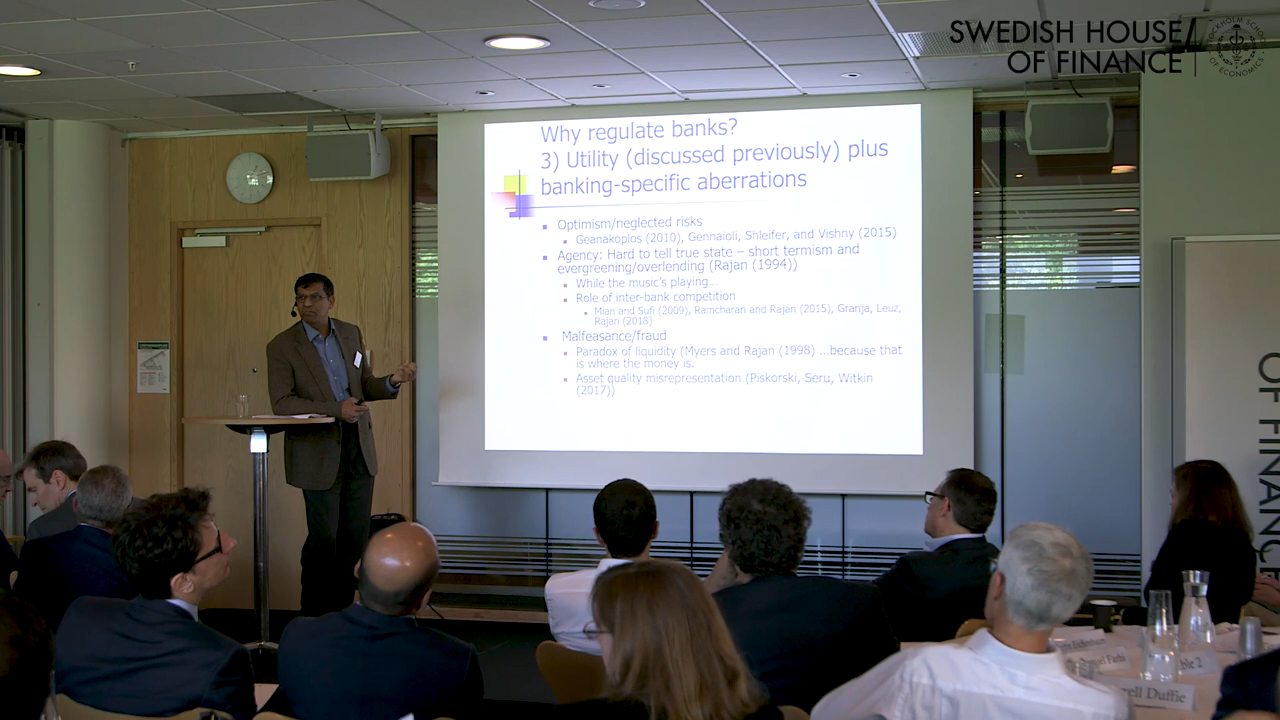 SWEDISH HOUSE
OF FINANCE
Why regulate banks?
3) Utility (discussed previously) plus
banking-specific aberrations
Optimism/neglected risks
Geanakoplos (2010), Gennaioli, Shleifer, and Vishny (2015)
Agency: Hard to tell true state – short termism and
evergreening/overlending (Rajan (1994))
While the music's playing…
Role of inter-bank competition
Mian and Sufi (2009), Ramcharan and Rajan (2015), Granja, Leuz,
Rajan (2018)
Malfeasance/fraud
Paradox of liquidity (Myers and Rajan (1998) …because that
is where the money is.
Asset quality misrepresentation (Piskorski, Seru, Witkin
(2017))
OF FINANCE
Farhi
ble 2
rell Duffie